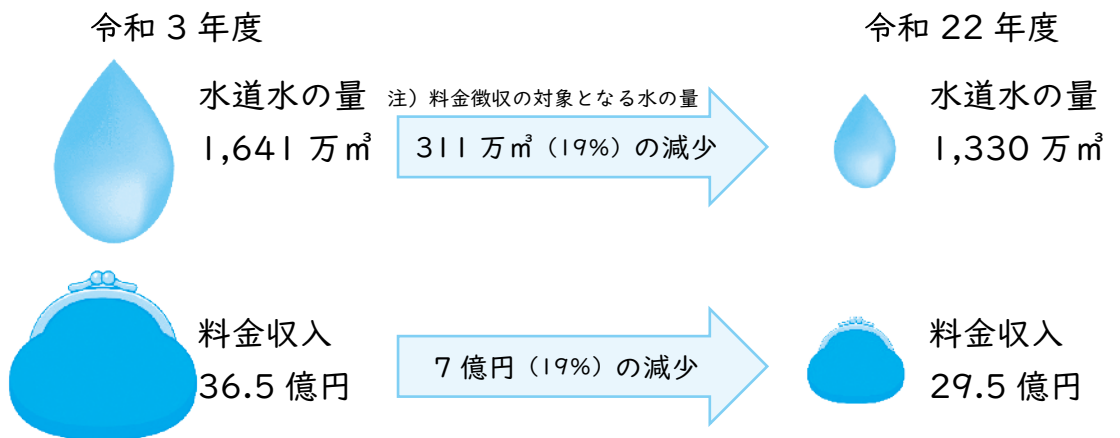 令和 3 年度
令和 22 年度
水道水の量
1,641 万㎥
注）料金徴収の対象となる水の量
311 万㎥（19%）の減少
水道水の量
1,330 万㎥
料金収入
36.5 億円
7 億円（19%）の減少
料金収入
29.5 億円